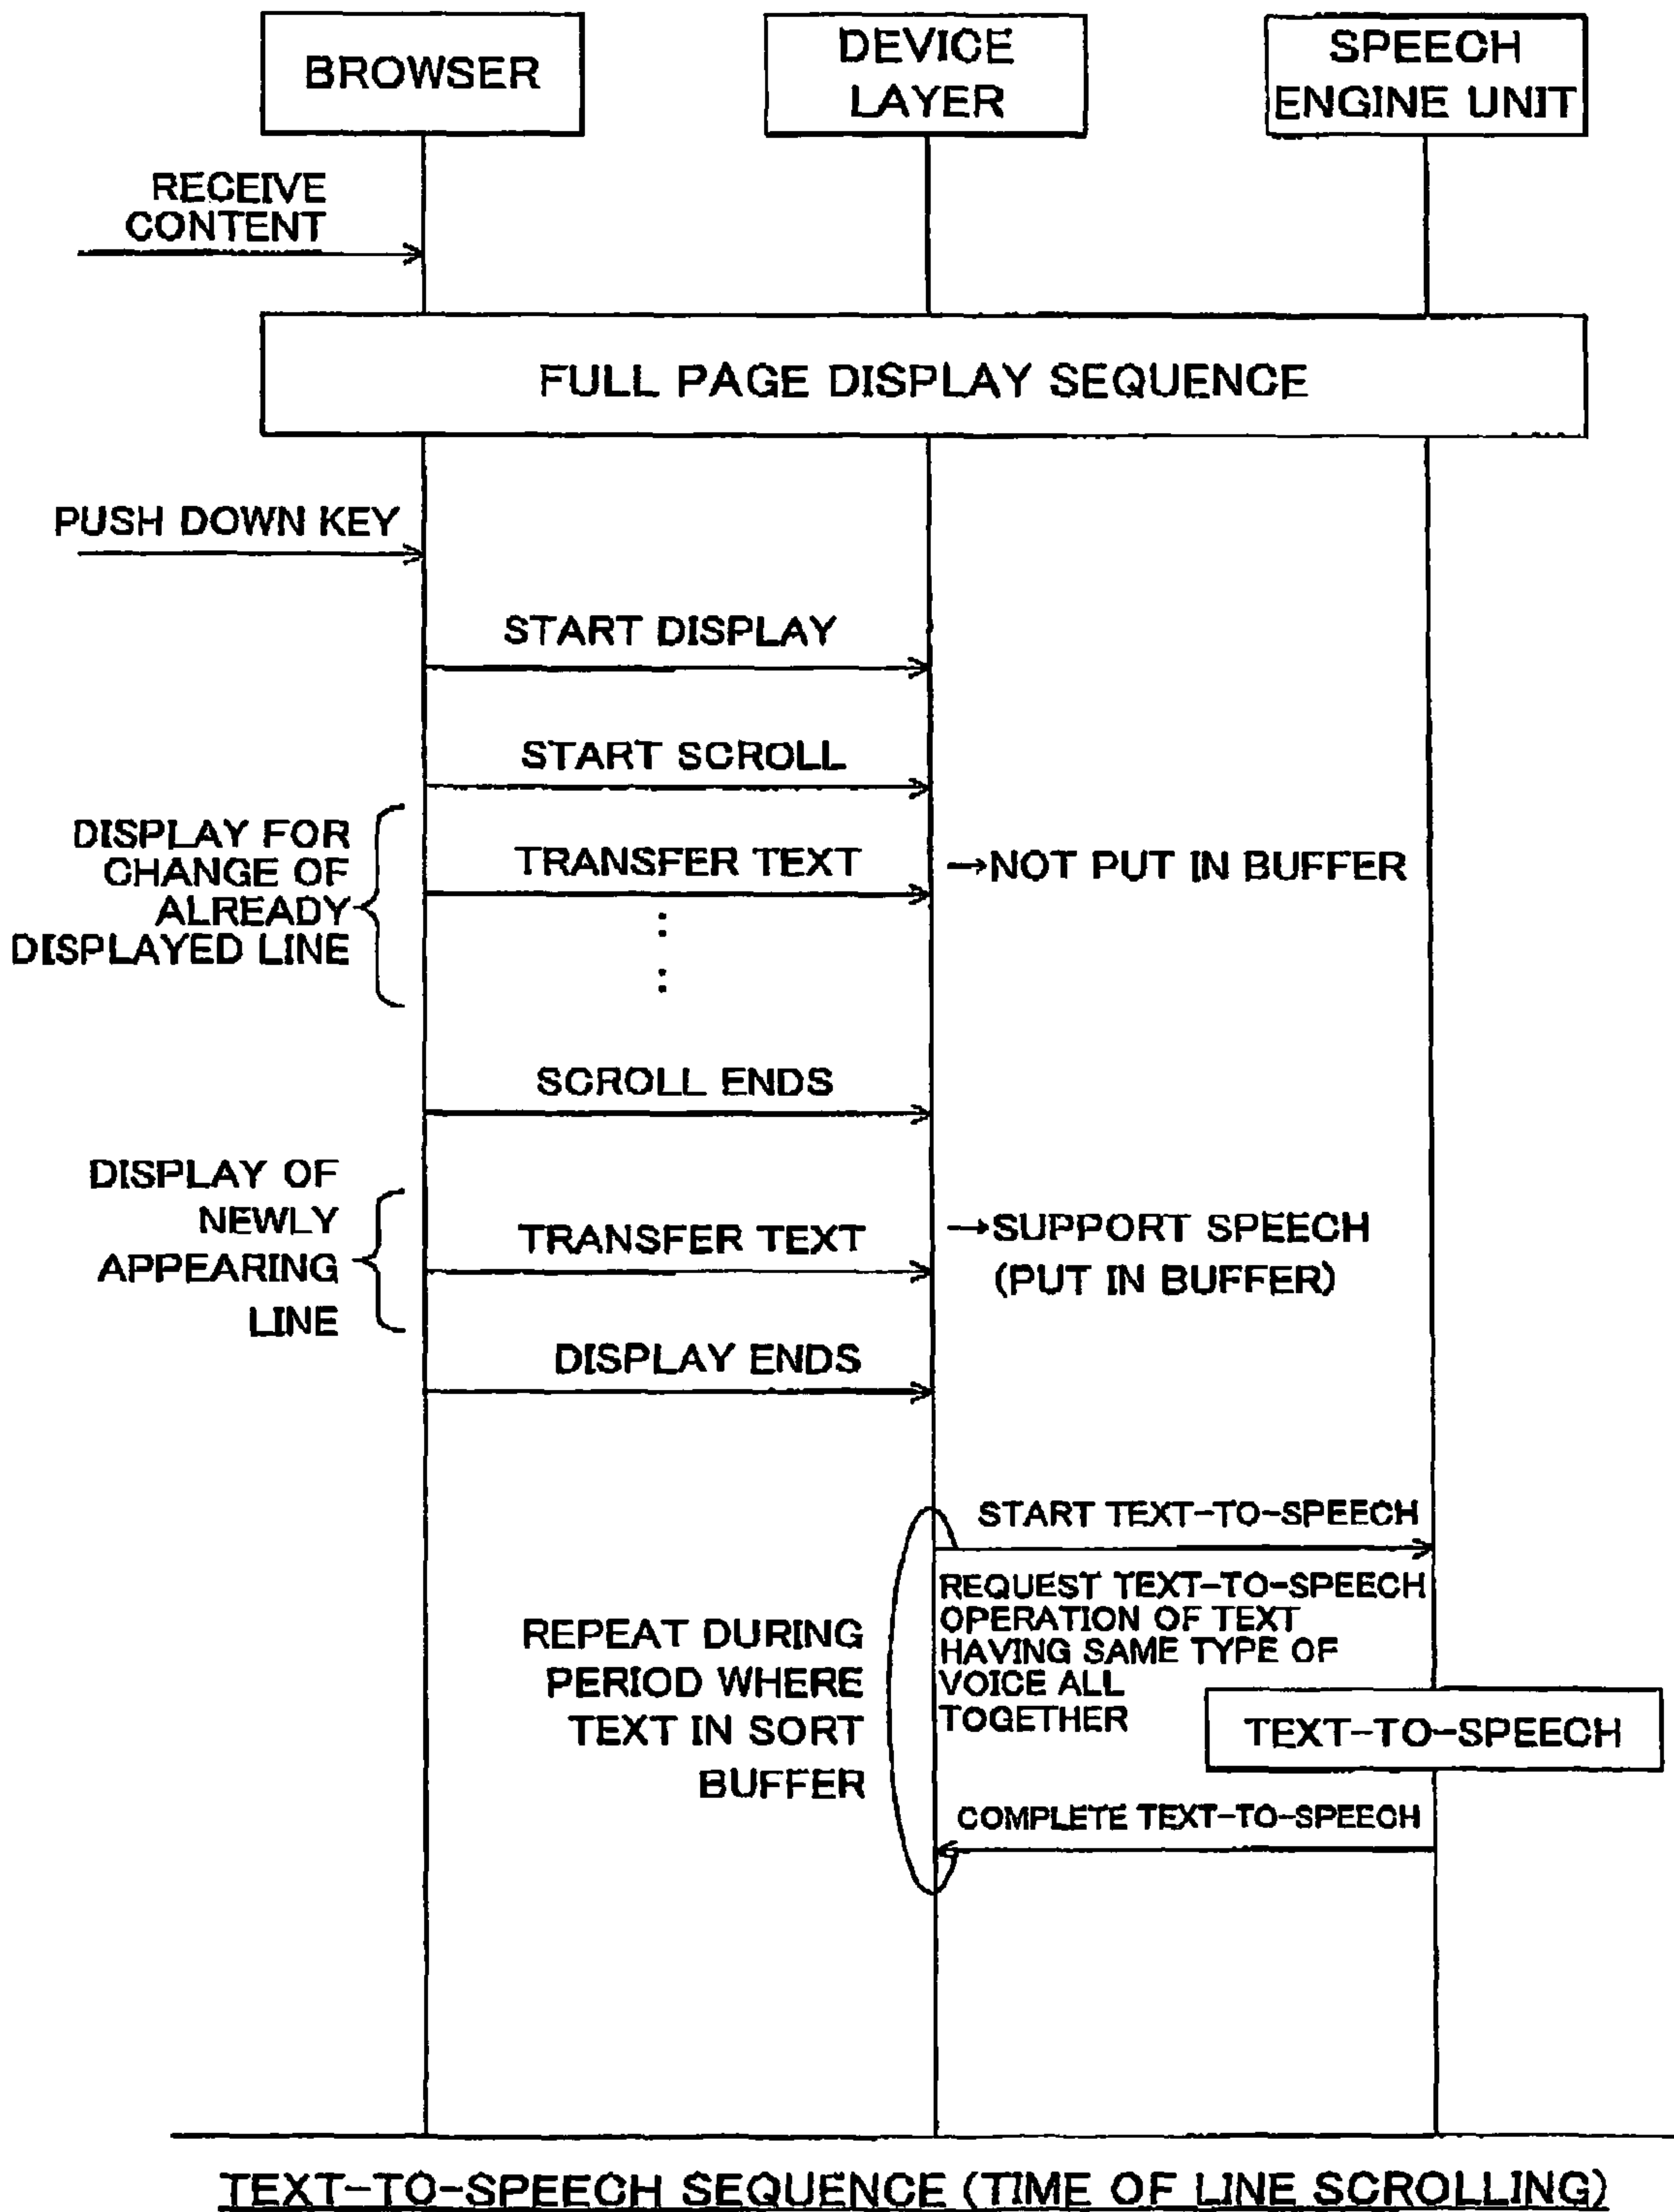 BROWSER
DEVICE
LAYER
SPEECH
ENGINE UNIT
RECEIVE
CONTENT
FULL PAGE DISPLAY SEQUENCE
PUSH DOWN KEY
START DISPLAY
START SCROLL
DISPLAY FOR
CHANGE OF
ALREADY
DISPLAYED LINE
TRANSFER TEXT
→NOT PUT IN BUFFER
SCROLL ENDS
DISPLAY OF
NEWLY
APPEARING
LINE
TRANSFER TEXT
→SUPPORT SPEECH
(PUT IN BUFFER)
DISPLAY ENDS
START TEXT-TO-SPEECH
REQUEST TEXT-TO-SPEECH
OPERATION OF TEXT
HAVING SAME TYPE OF
VOICE ALL
TOGETHER
REPEAT DURING
PERIOD WHERE
TEXT IN SORT
BUFFER
TEXT-TO-SPEECH
COMPLETE TEXT-TO-SPEECH
TEXT-TO-SPEECH SEQUENCE (TIME OF LINE SCROLLING)